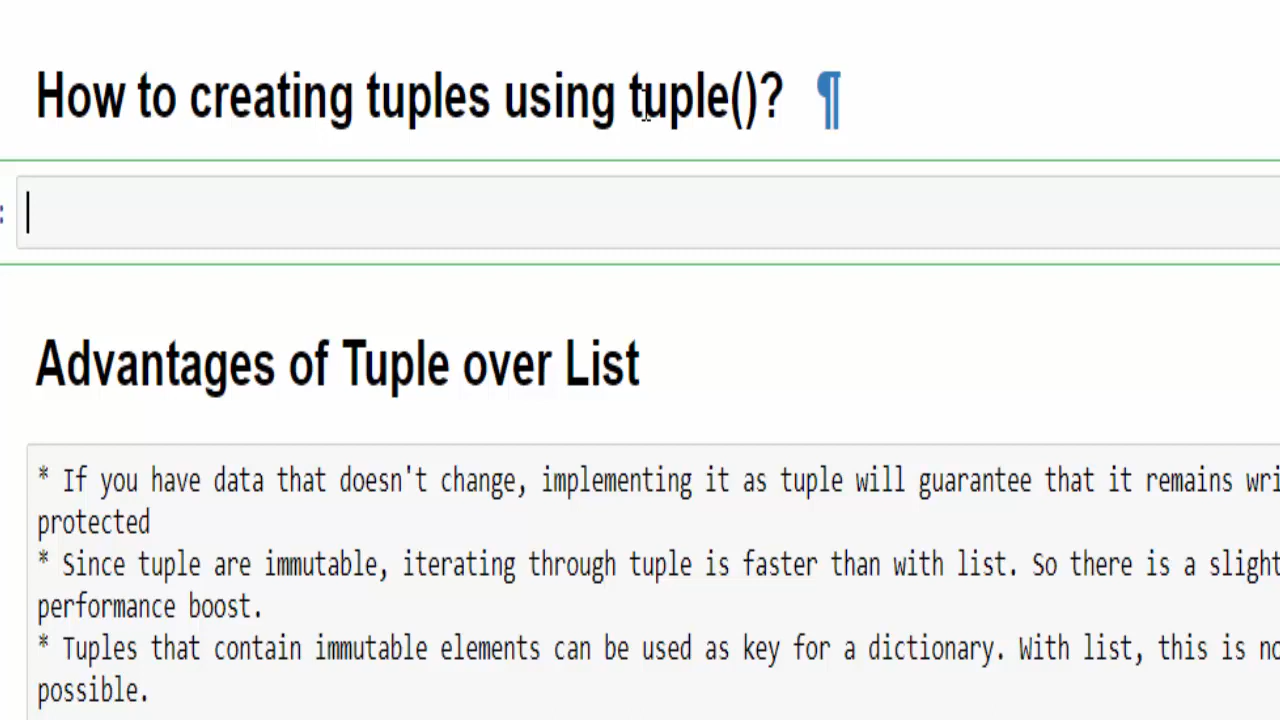 How to creating tuples using tuple()? ¶
:
Advantages of Tuple over List
* If you have data that doesn't change, implementing it as tuple will guarantee that it remains wri
protected
* Since tuple are immutable, iterating through tuple is faster than with list. So there is a slight
performance boost.
* Tuples that contain immutable elements can be used as key for a dictionary. With list, this is no
possible.